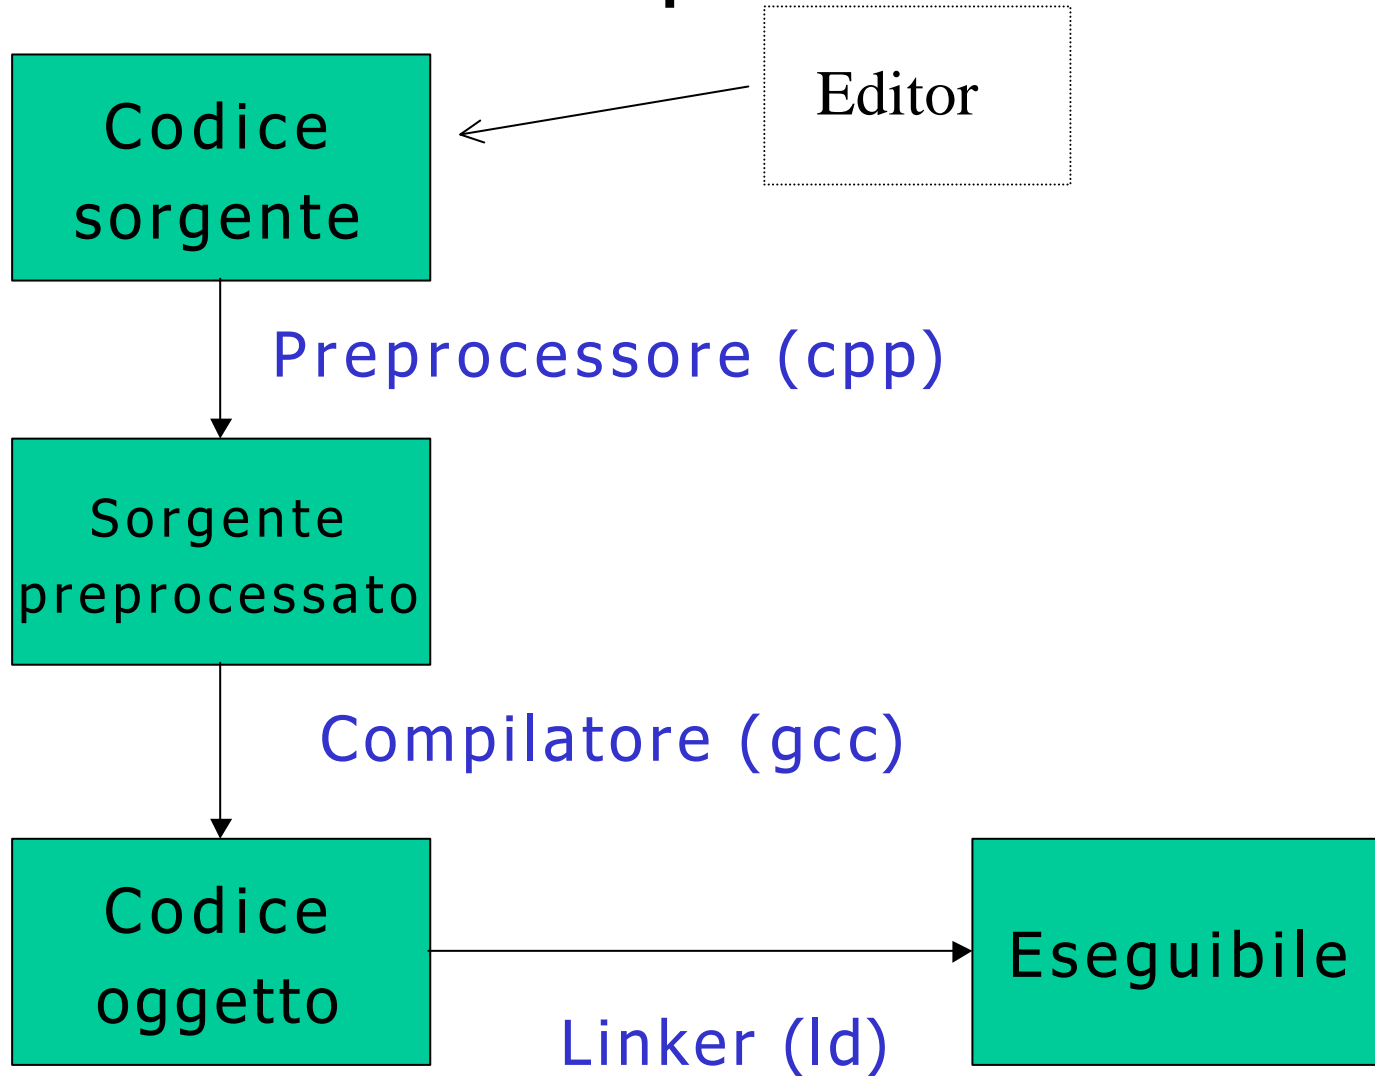 Codice
sorgente
Editor
Preprocessore (cpp)
Sorgente
preprocessato
Compilatore (gcc)
Codice
oggetto
Eseguibile
Linker (ld)